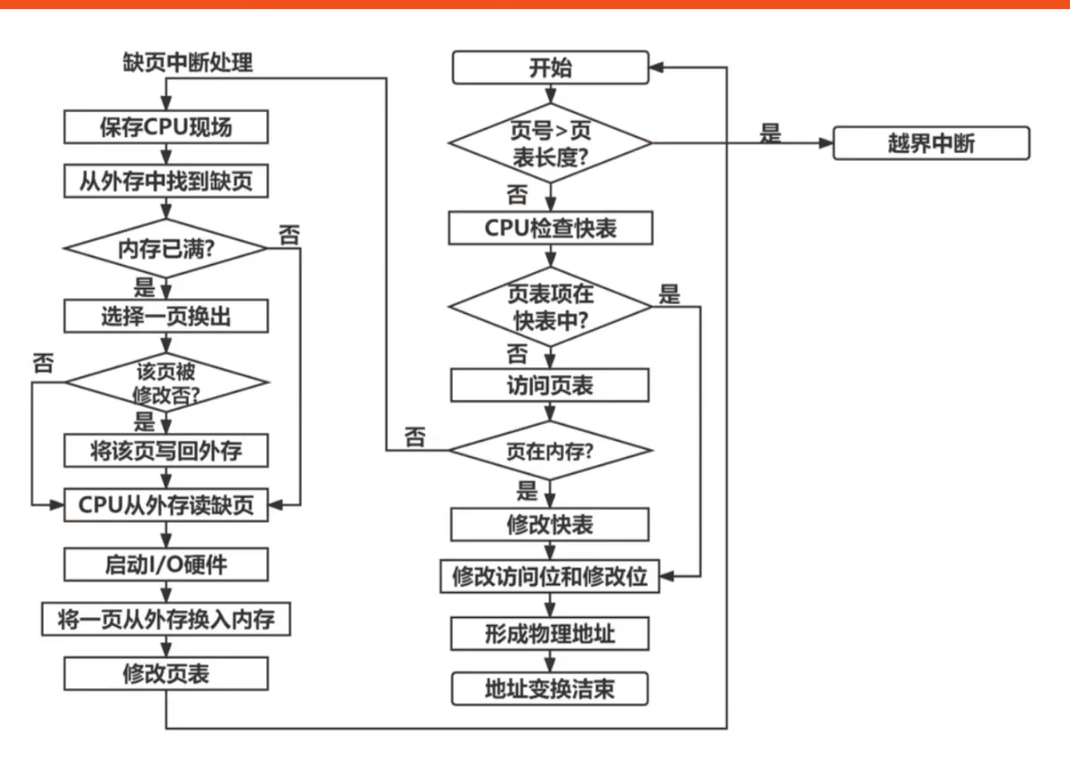 缺页中断处理
保存CPU现场
从外存中找到缺页
内存已满?
否
是
选择一页换出
否
该页被
修改否?
是
将该页写回外存
CPU从外存读缺页
启动I/O硬件
将一页从外存换入内存
修改页表
开始
页号>页
表长度?
是
越界中断
否
CPU检查快表
页表项在
快表中?
是
否
访问页表
页在内存?
否
是
修改快表
修改访问位和修改位
形成物理地址
地址变换洁束